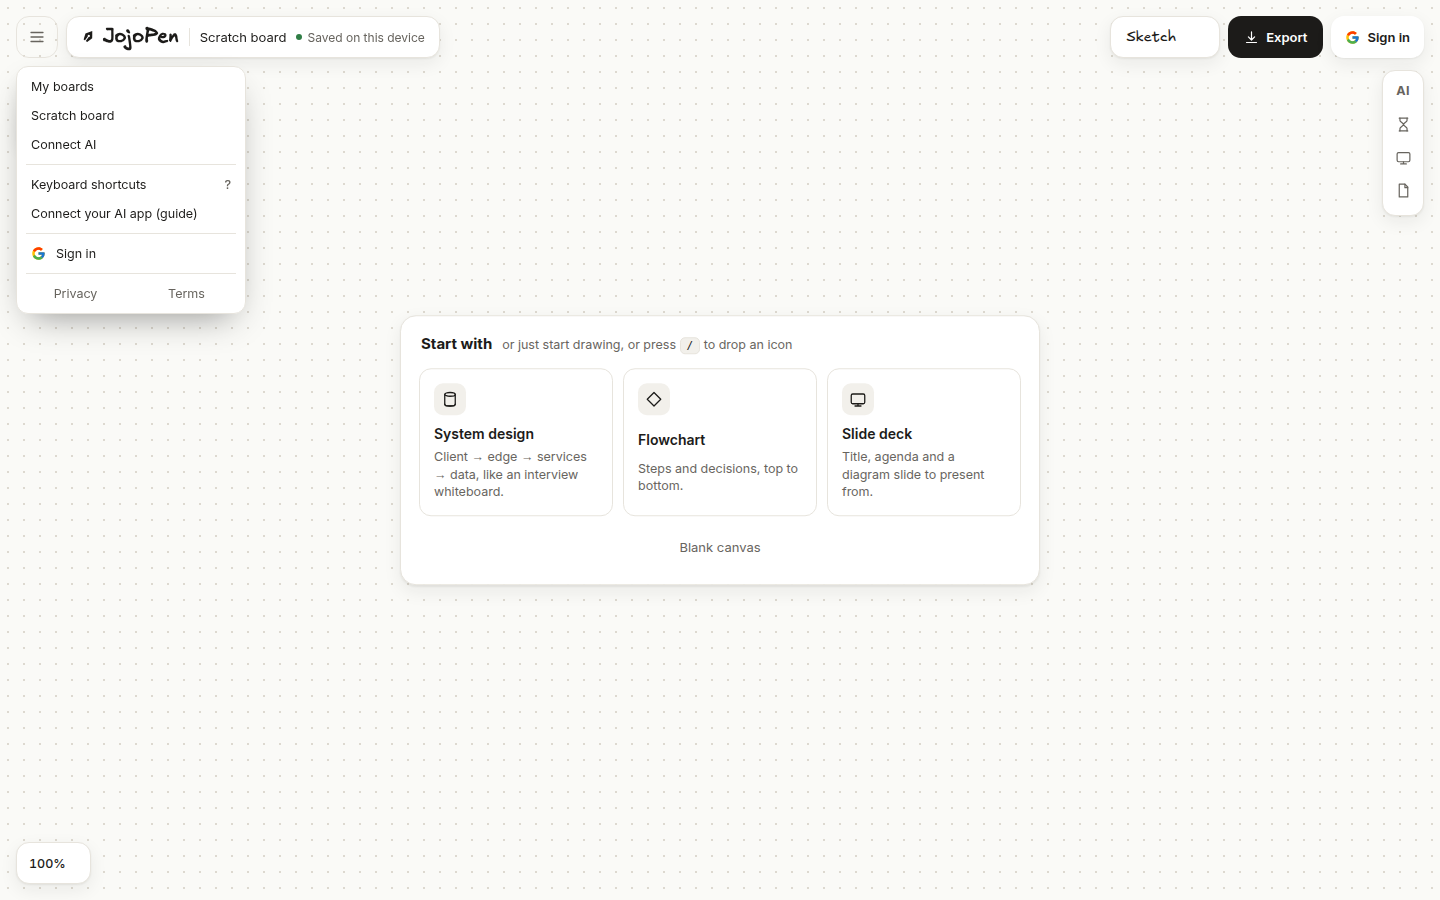 JojoPen
Scratch board
Saved on this device
Sketch
Export
Sign in
My boards
Scratch board
Connect AI
Keyboard shortcuts ?
Connect your AI app (guide)
Sign in
Privacy
Terms
AI
Start with or just start drawing, or press / to drop an icon
System design
Client → edge → services
→ data, like an interview
whiteboard.
Flowchart
Steps and decisions, top to
bottom.
Slide deck
Title, agenda and a
diagram slide to present
from.
Blank canvas
100%